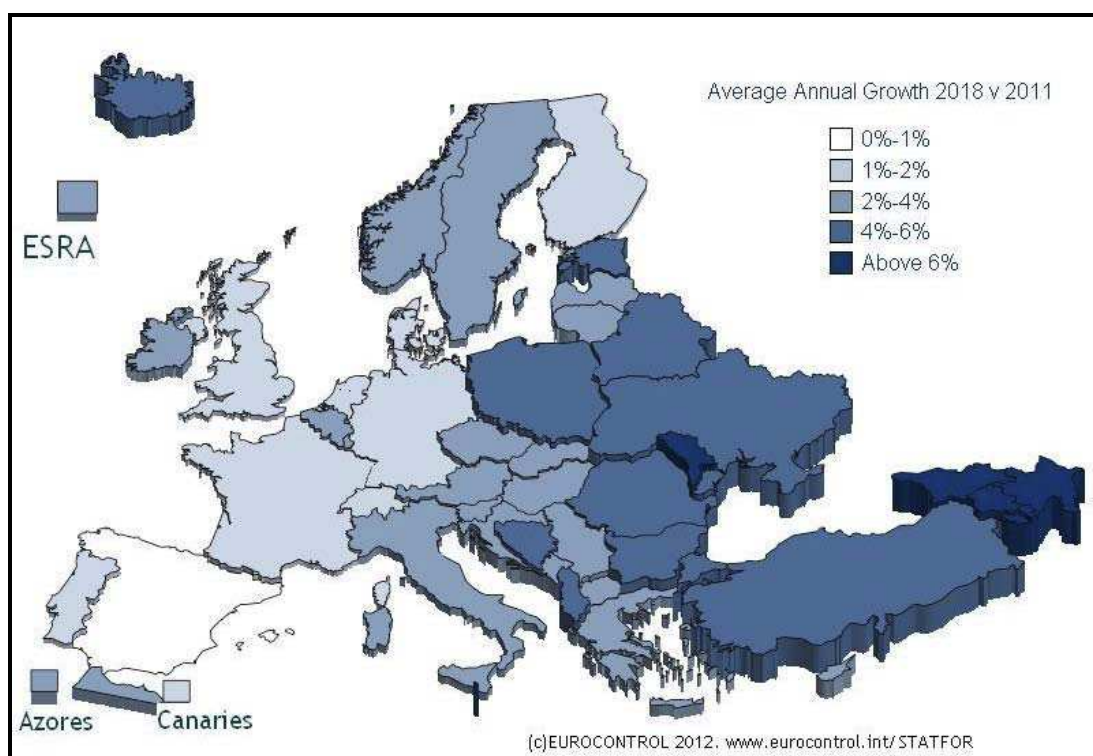 Average Annual Growth 2018 v 2011
0%-1%
1%-2%
2%-4%
4%-6%
Above 6%
ESRA
Azores
Canaries
(c)EUROCONTROL 2012. www.eurocontrol.int/STATFOR